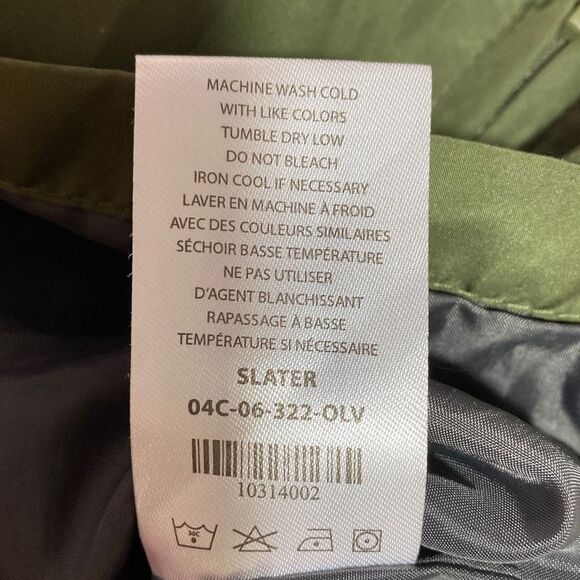 MACHINE WASH COLD
WITH LIKE COLORS
TUMBLE DRY LOW
DO NOT BLEACH
IRON COOL IF NECESSARY
LAVER EN MACHINE À FROID
AVEC DES COULEURS SIMILAIRES
SÉCHOIR BASSE TEMPÉRATURE
NE PAS UTILISER
D'AGENT BLANCHISSANT
RAPASSAGE À BASSE
TEMPÉRATURE SI NÉCESSAIRE
SLATER
04C-06-322-OLV
10314002
30C